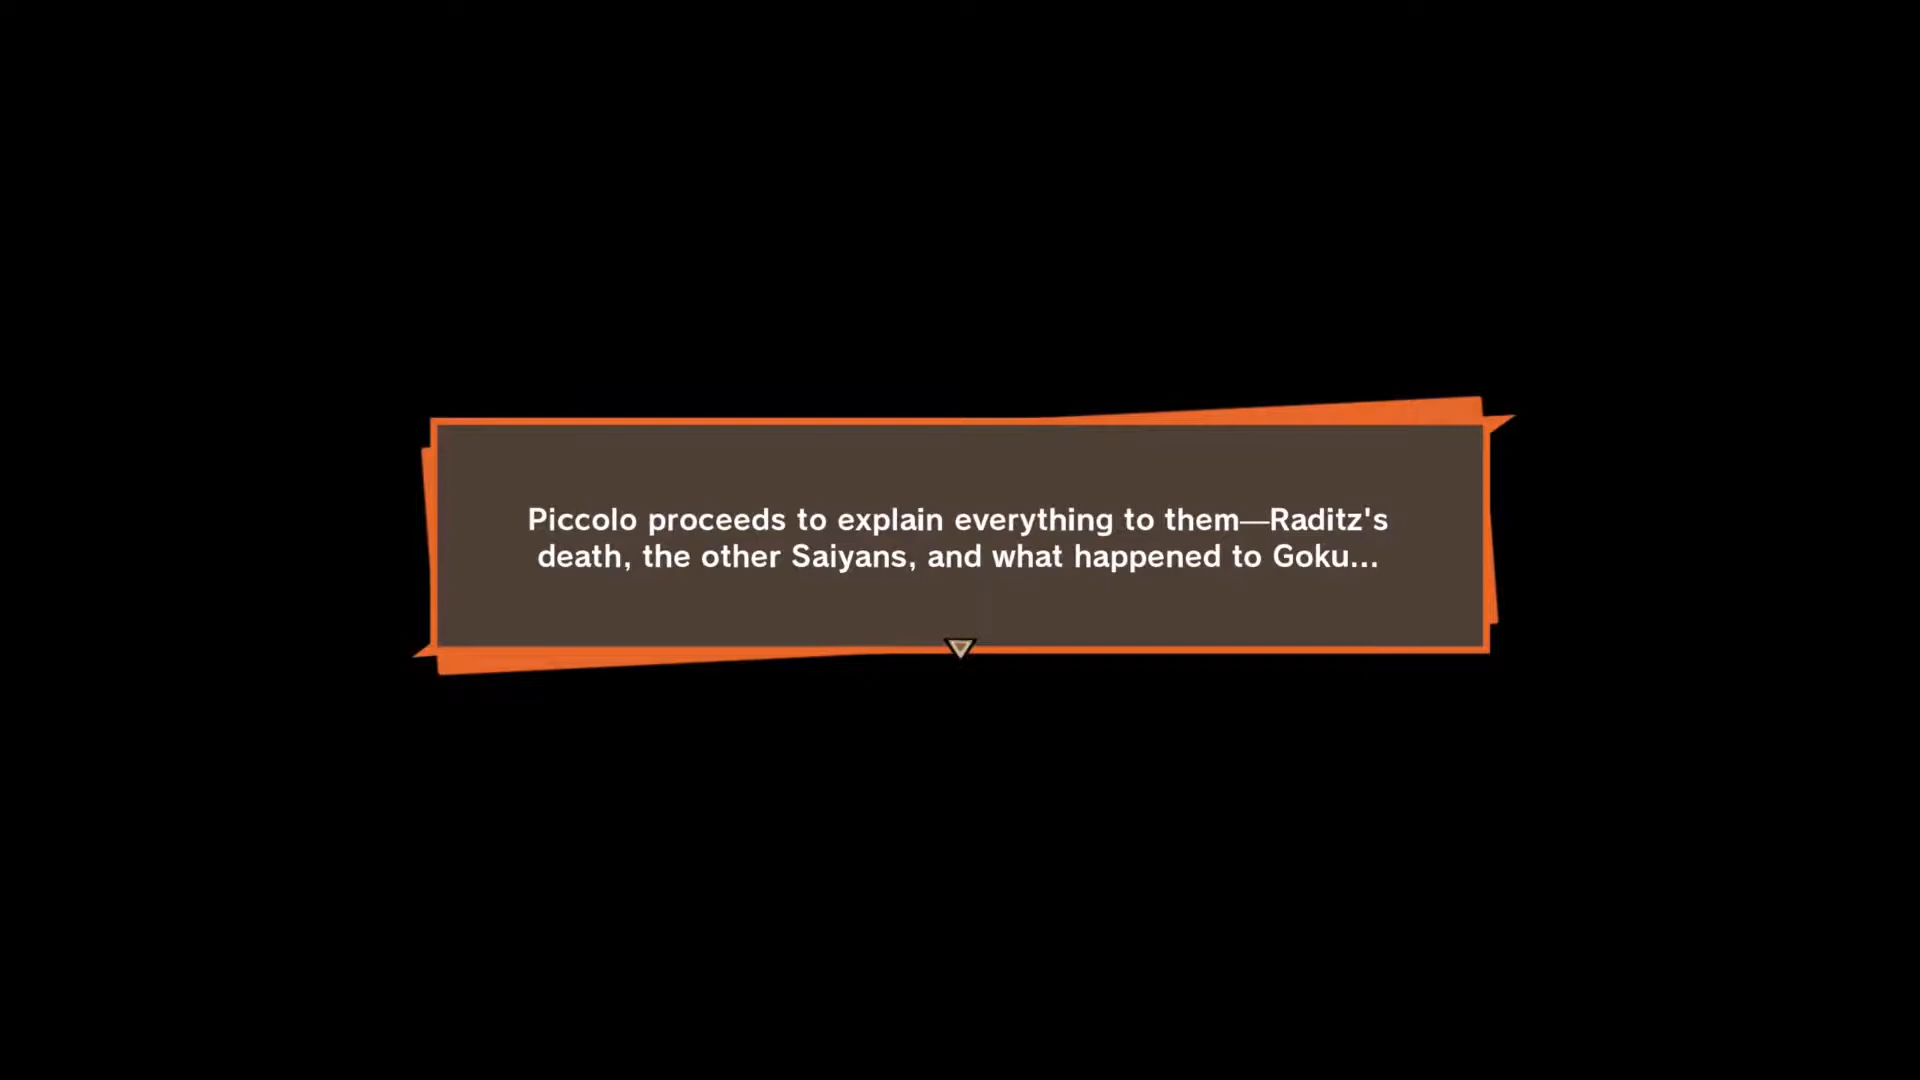 Piccolo proceeds to explain everything to them—Raditz's
death, the other Saiyans, and what happened to Goku...